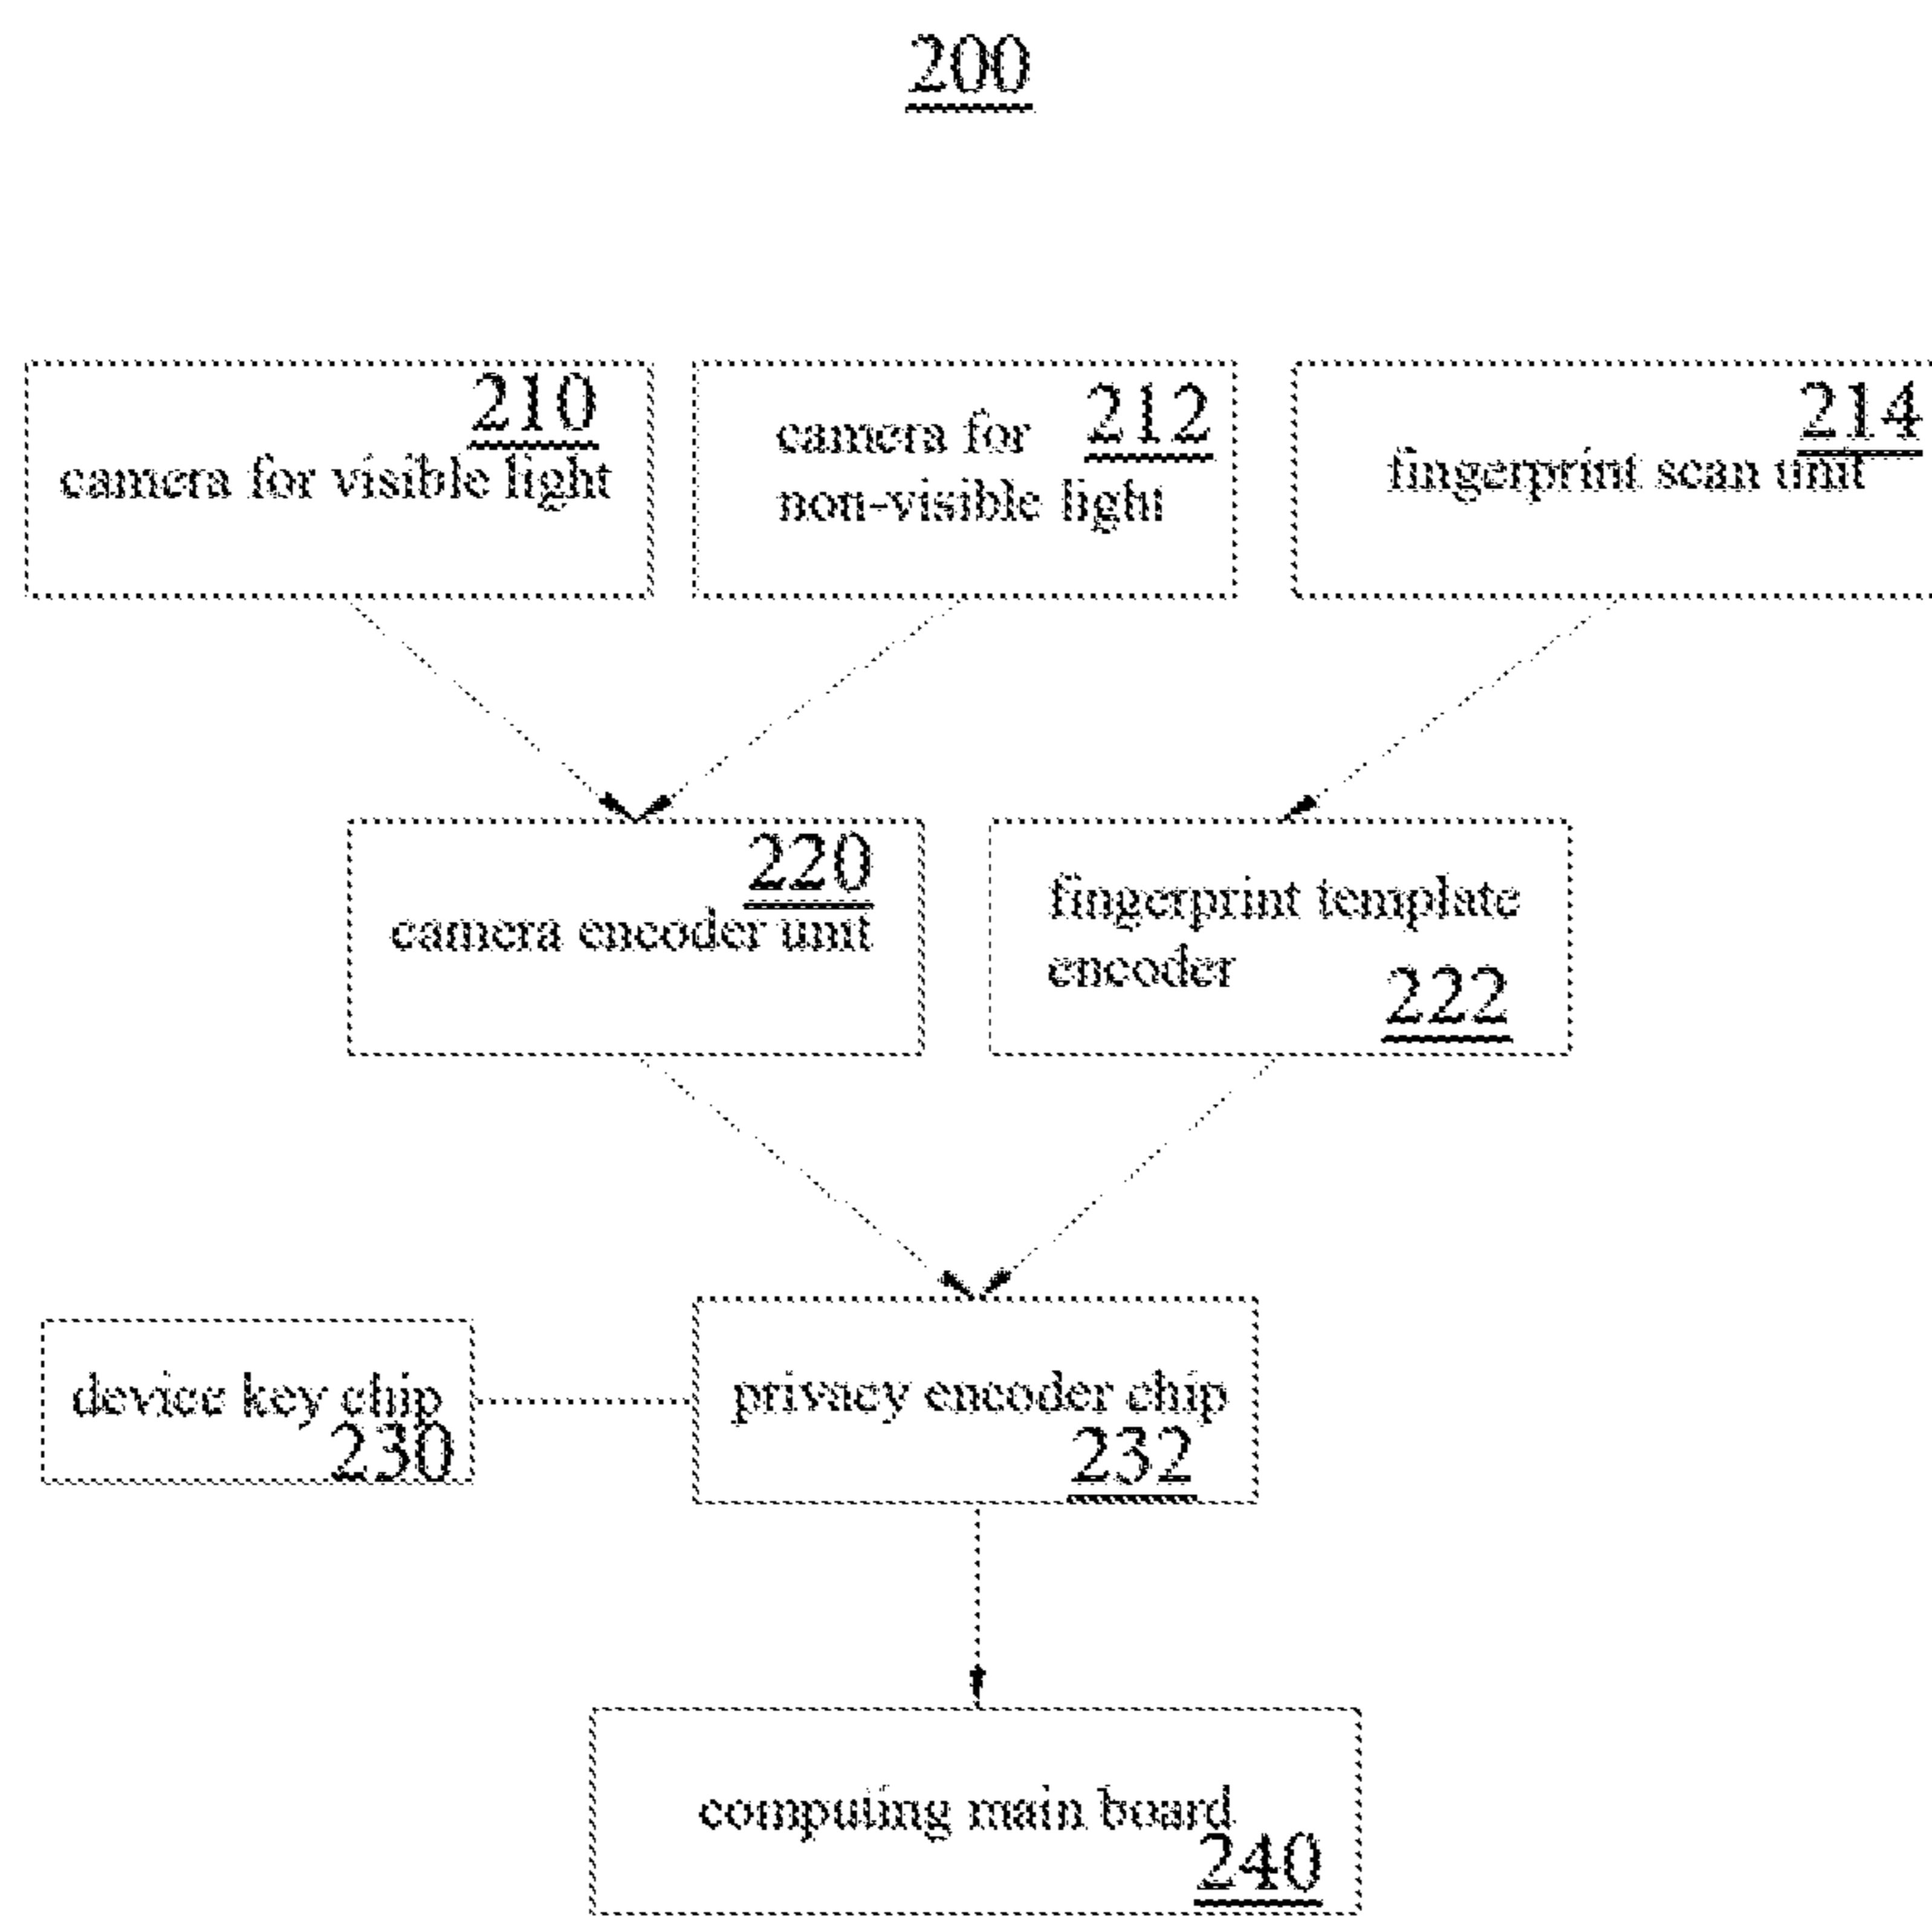 200
210
camera for visible light
camera for 212
non-visible light
214
fingerprint scan unit
220
camera encoder unit
fingerprint template
encoder 222
device key chip
230
privacy encoder chip
232
computing main board
240